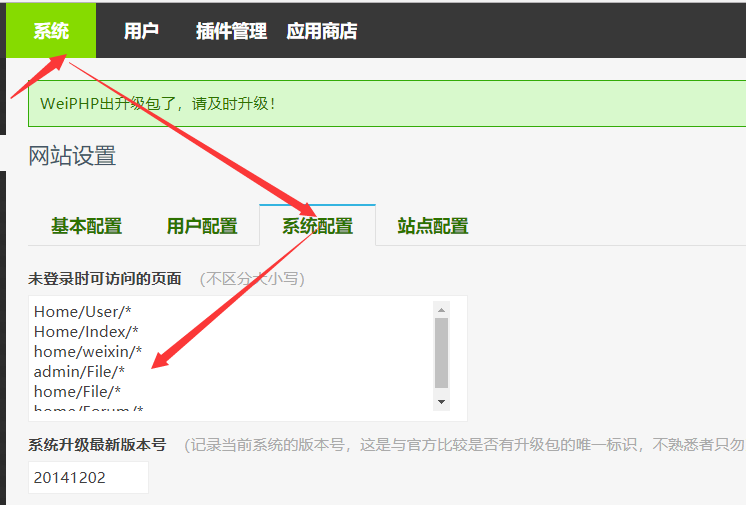 系统 用户 插件管理 应用商店
WeiPHP出升级包了，请及时升级！
网站设置
基本配置 用户配置 系统配置 站点配置
未登录时可访问的页面 （不区分大小写）
Home/User/*
Home/Index/*
home/weixin/*
admin/File/*
home/File/*
home/Forum/*
系统升级最新版本号 （记录当前系统的版本号，这是与官方比较是否有升级包的唯一标识，不熟悉者只勿
20141202